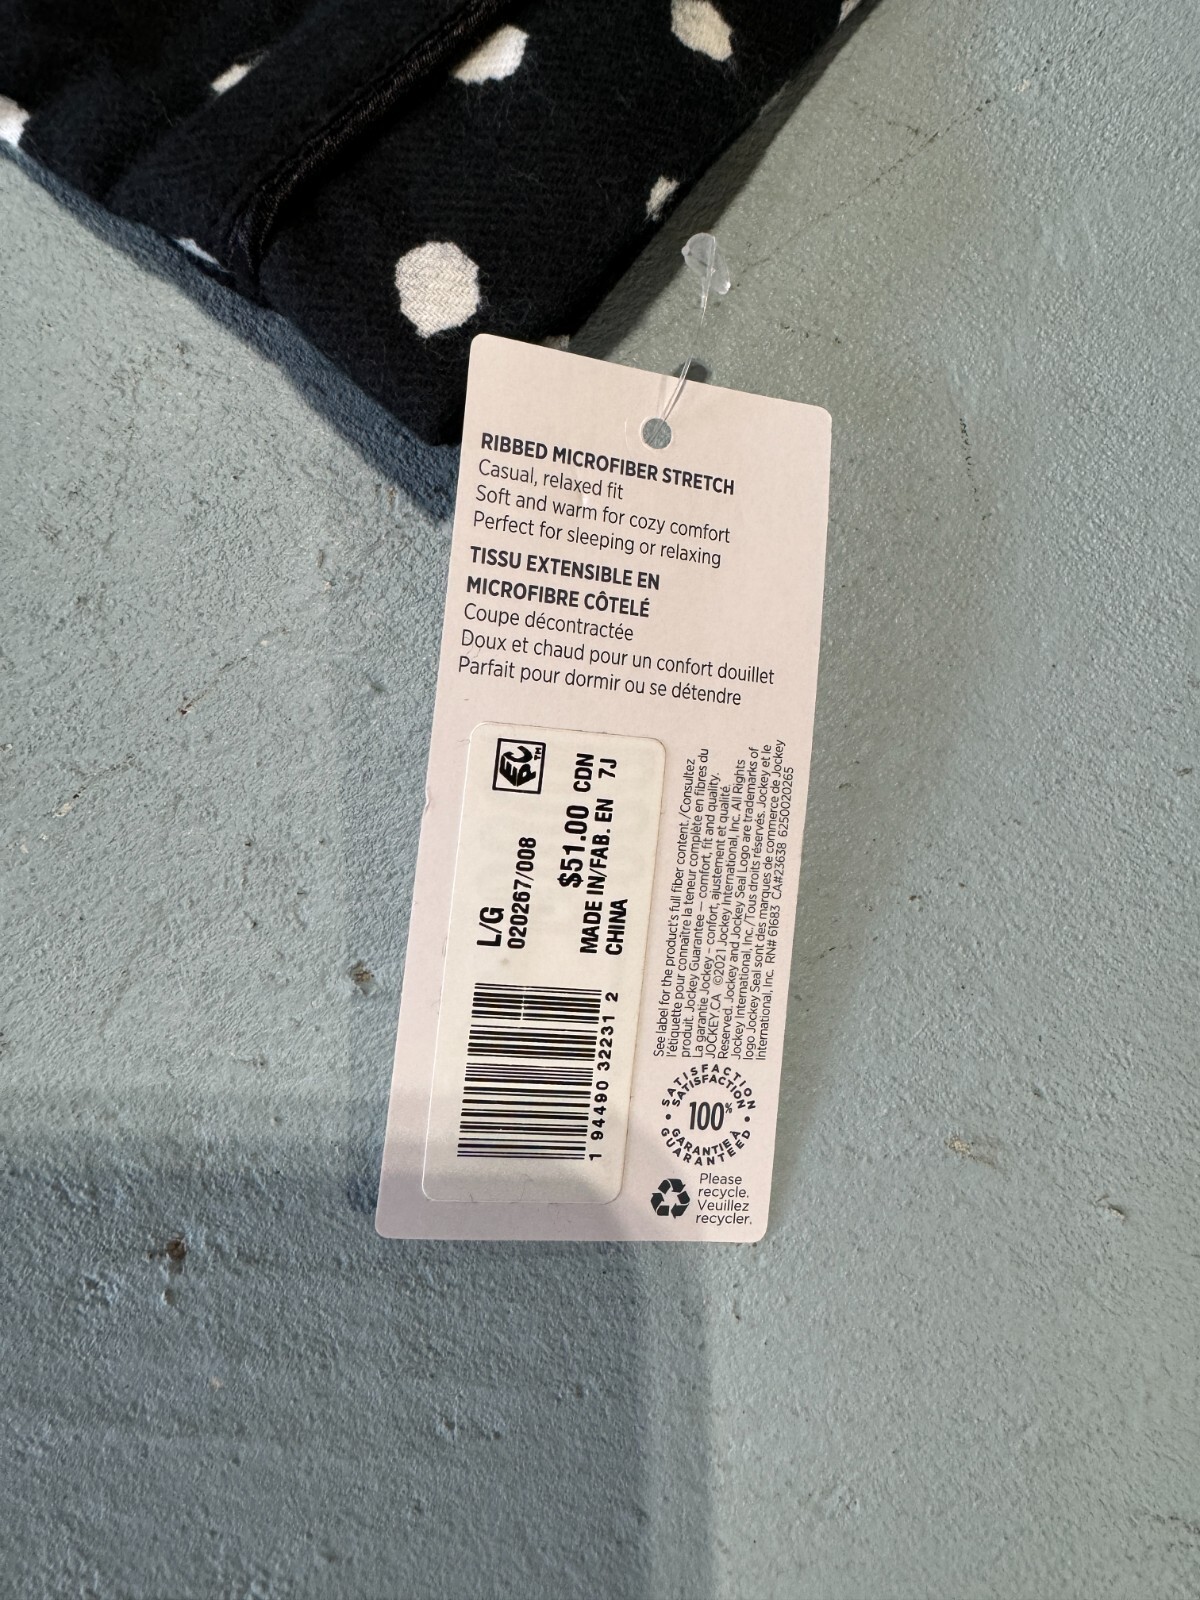 RIBBED MICROFIBER STRETCH
Casual, relaxed fit
Soft and warm for cozy comfort
Perfect for sleeping or relaxing
TISSU EXTENSIBLE EN
MICROFIBRE CÔTELÉ
Coupe décontractée
Doux et chaud pour un confort douillet
Parfait pour dormir ou se détendre
EPC™
L/G
020267/008
$51.00 CDN
MADE IN/FAB. EN 7J
CHINA
1 94490 32231 2
See label for the product's full fiber content./Consultez
l'étiquette pour connaître la teneur complète en fibres du
produit. Jockey Guarantee — comfort, fit and quality.
La garantie Jockey – confort, ajustement et qualité.
JOCKEY.CA ©2021 Jockey International, Inc. All Rights
Reserved. Jockey and Jockey Seal Logo are trademarks of
Jockey International, Inc./Tous droits réservés. Jockey et le
logo Jockey Seal sont des marques de commerce de Jockey
International, Inc. RN# 61683 CA#23638 6250020265
SATISFACTION
SATISFACTION
100%
GARANTIE À
GUARANTEED
Please
recycle.
Veuillez
recycler.